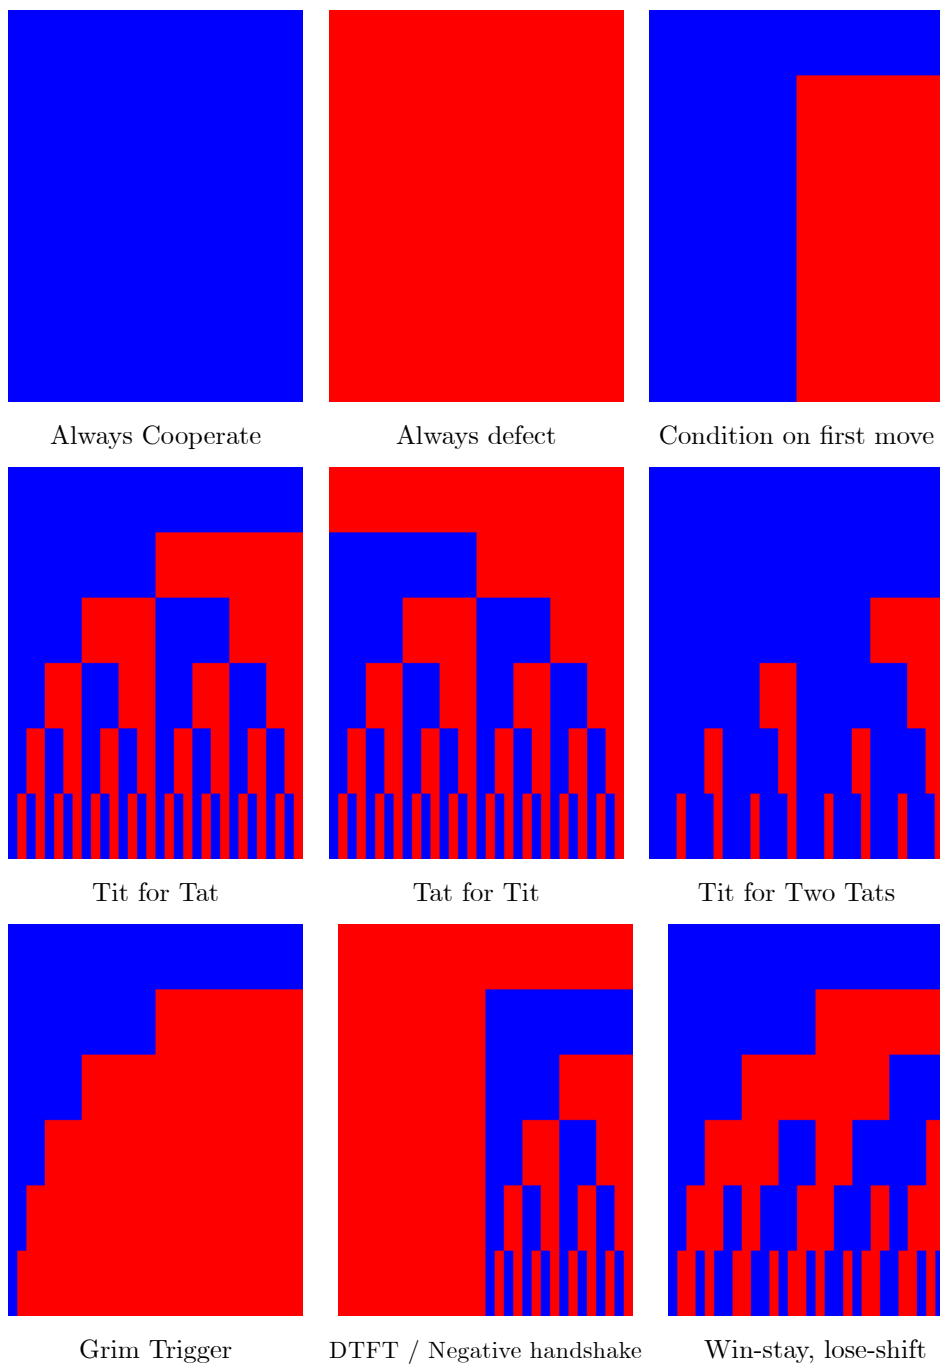 Always Cooperate
Always defect
Condition on first move
Tit for Tat
Tat for Tit
Tit for Two Tats
Grim Trigger
DTFT / Negative handshake
Win-stay, lose-shift